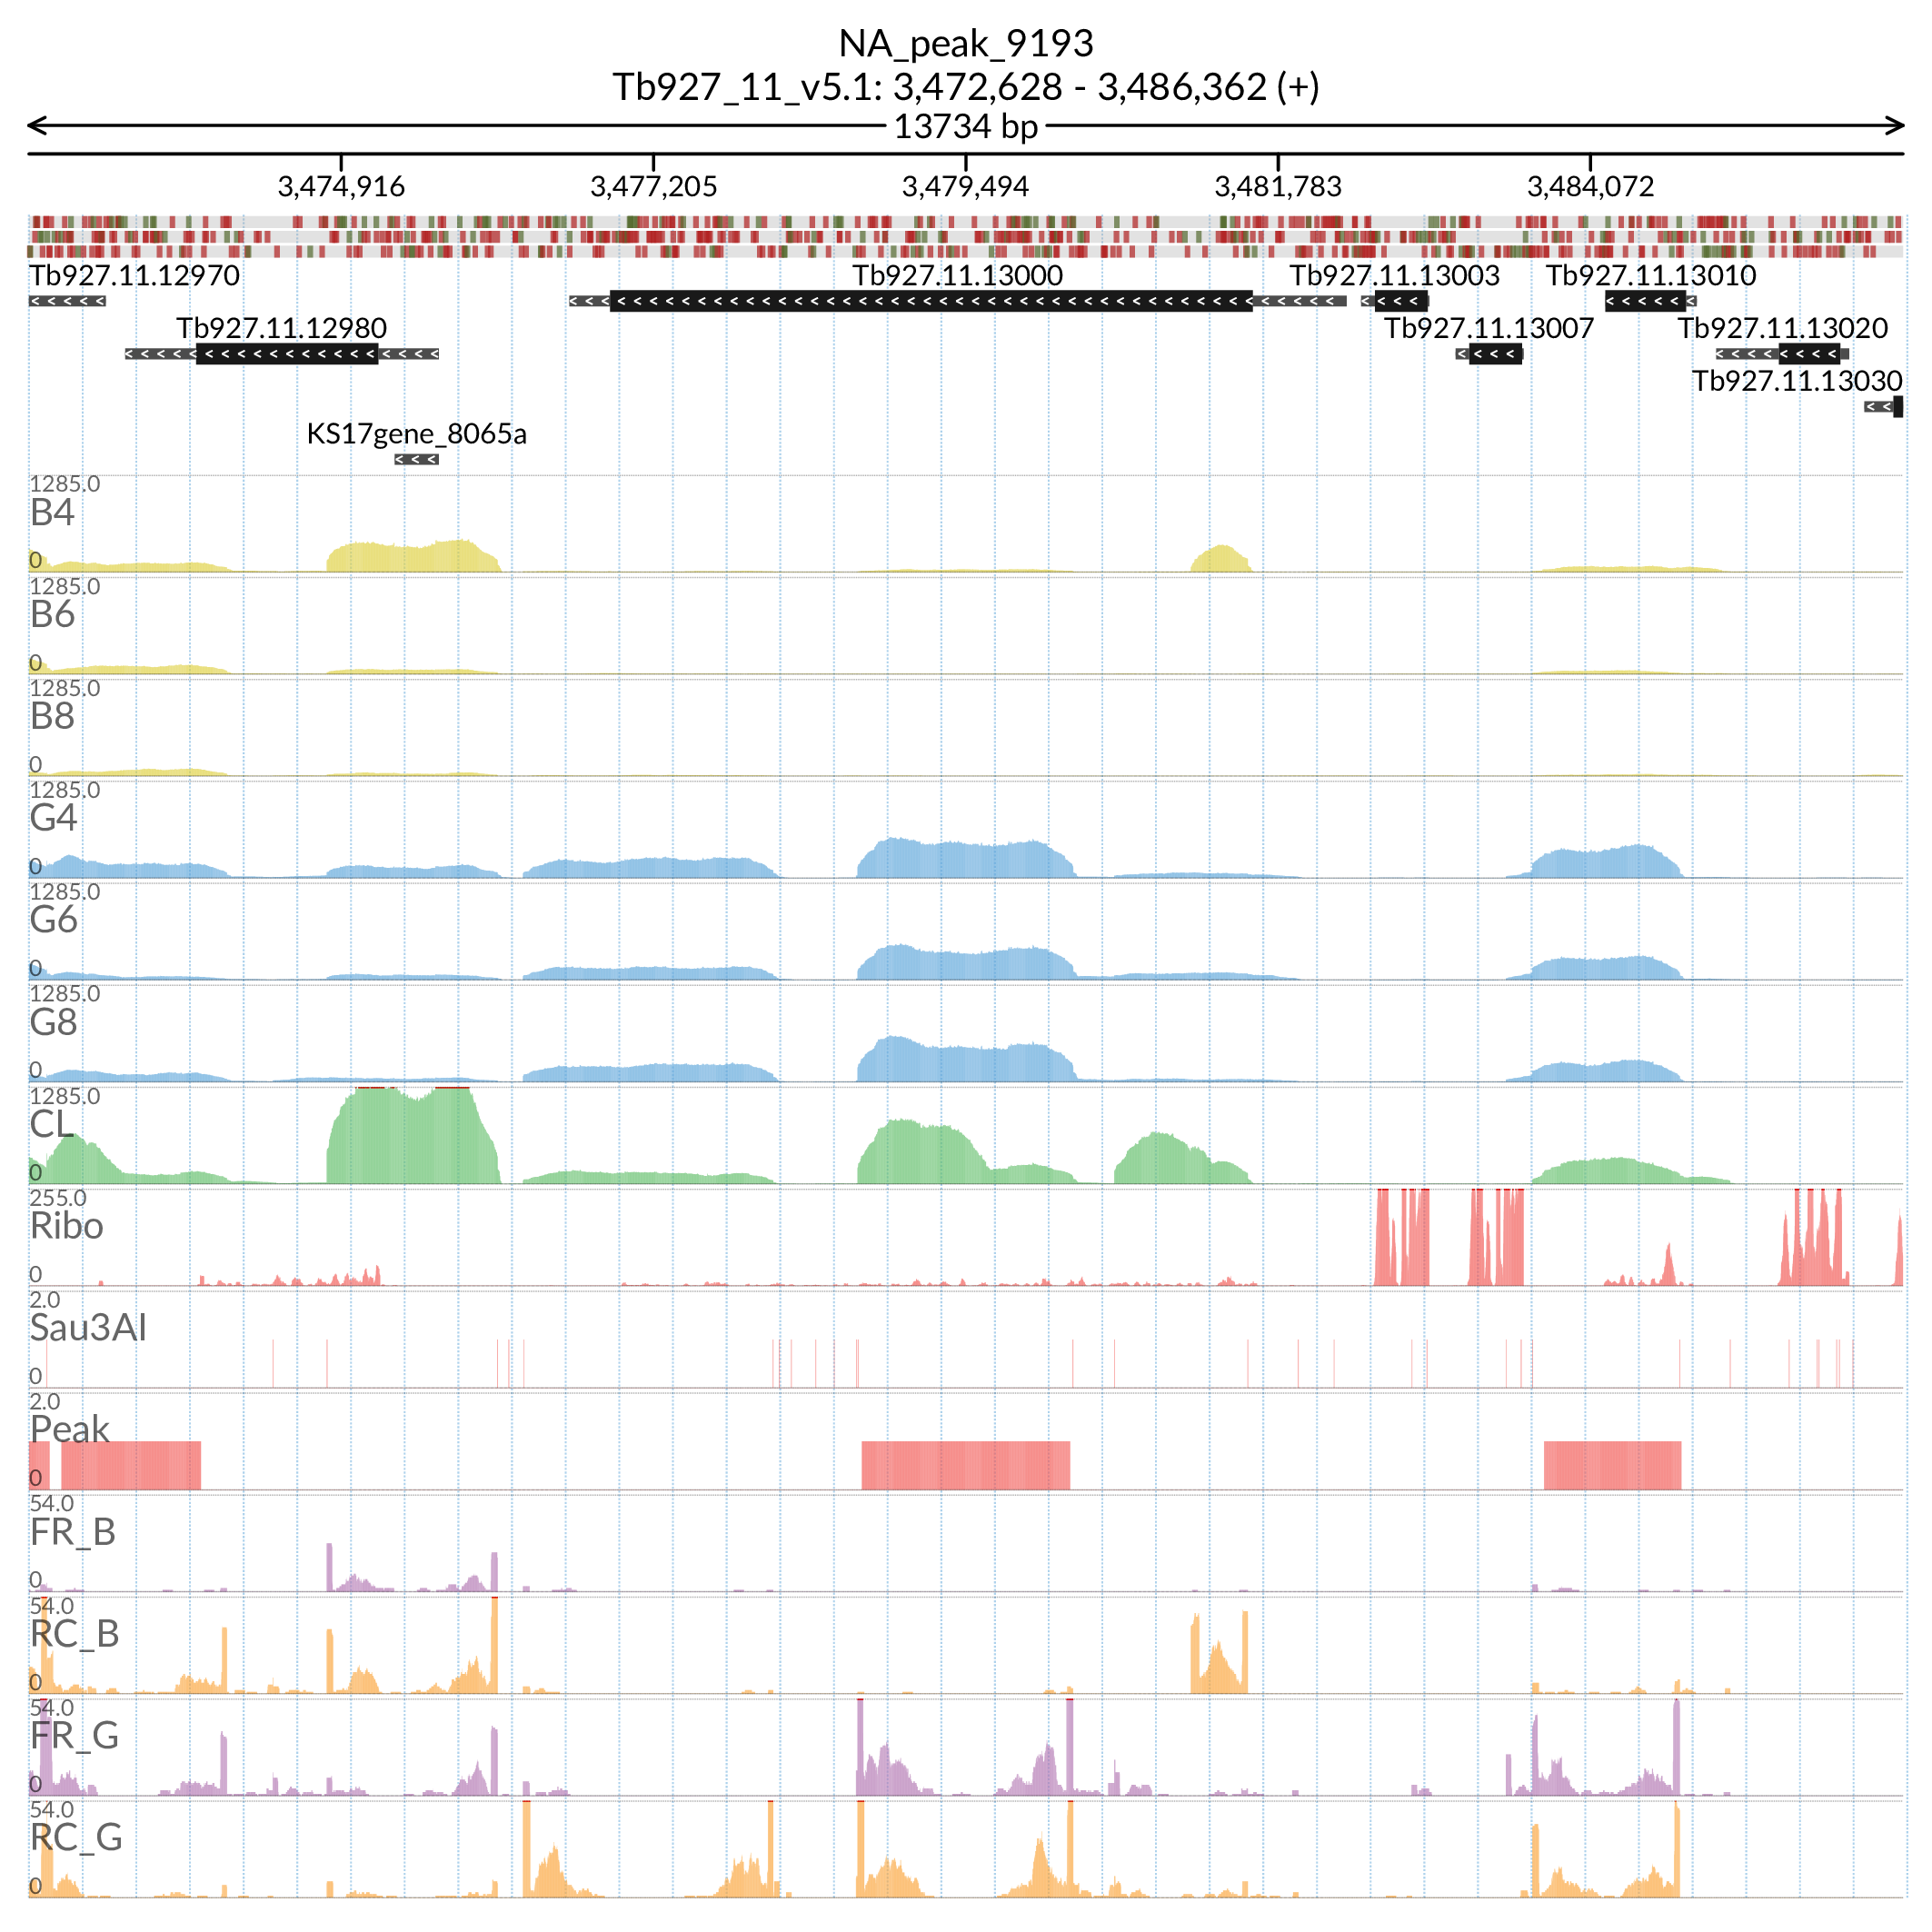 NA_peak_9193
Tb927_11_v5.1: 3,472,628 - 3,486,362 (+)
13734 bp
3,474,916 3,477,205 3,479,494 3,481,783 3,484,072
Tb927.11.12970 Tb927.11.13000 Tb927.11.13003 Tb927.11.13010
Tb927.11.12980 Tb927.11.13007 Tb927.11.13020
Tb927.11.13030
KS17gene_8065a
1285.0
B4
0
1285.0
B6
0
1285.0
B8
0
1285.0
G4
0
1285.0
G6
0
1285.0
G8
0
1285.0
CL
0
255.0
Ribo
0
2.0
Sau3AI
0
2.0
Peak
0
54.0
FR_B
0
54.0
RC_B
0
54.0
FR_G
0
54.0
RC_G
0